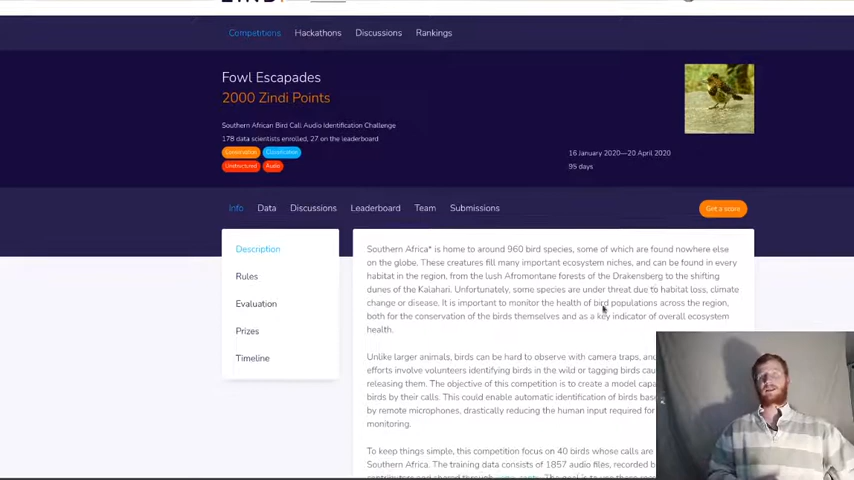 Competitions Hackathons Discussions Rankings
Fowl Escapades
2000 Zindi Points
Southern African Bird Call Audio Identification Challenge
178 data scientists enrolled, 27 on the leaderboard
Conservation Classification
Unstructured Audio
16 January 2020—20 April 2020
95 days
Info Data Discussions Leaderboard Team Submissions
Get a score
Description
Rules
Evaluation
Prizes
Timeline
Southern Africa* is home to around 960 bird species, some of which are found nowhere else
on the globe. These creatures fill many important ecosystem niches, and can be found in every
habitat in the region, from the lush Afromontane forests of the Drakensberg to the shifting
dunes of the Kalahari. Unfortunately, some species are under threat due to habitat loss, climate
change or disease. It is important to monitor the health of bird populations across the region,
both for the conservation of the birds themselves and as a key indicator of overall ecosystem
health.
Unlike larger animals, birds can be hard to observe with camera traps, and
efforts involve volunteers identifying birds in the wild or tagging birds
releasing them. The objective of this competition is to create a model
birds by their calls. This could enable automatic identification of birds
by remote microphones, drastically reducing the human input required for
monitoring.
To keep things simple, this competition focus on 40 birds whose calls are
Southern Africa. The training data consists of 1857 audio files, recorded